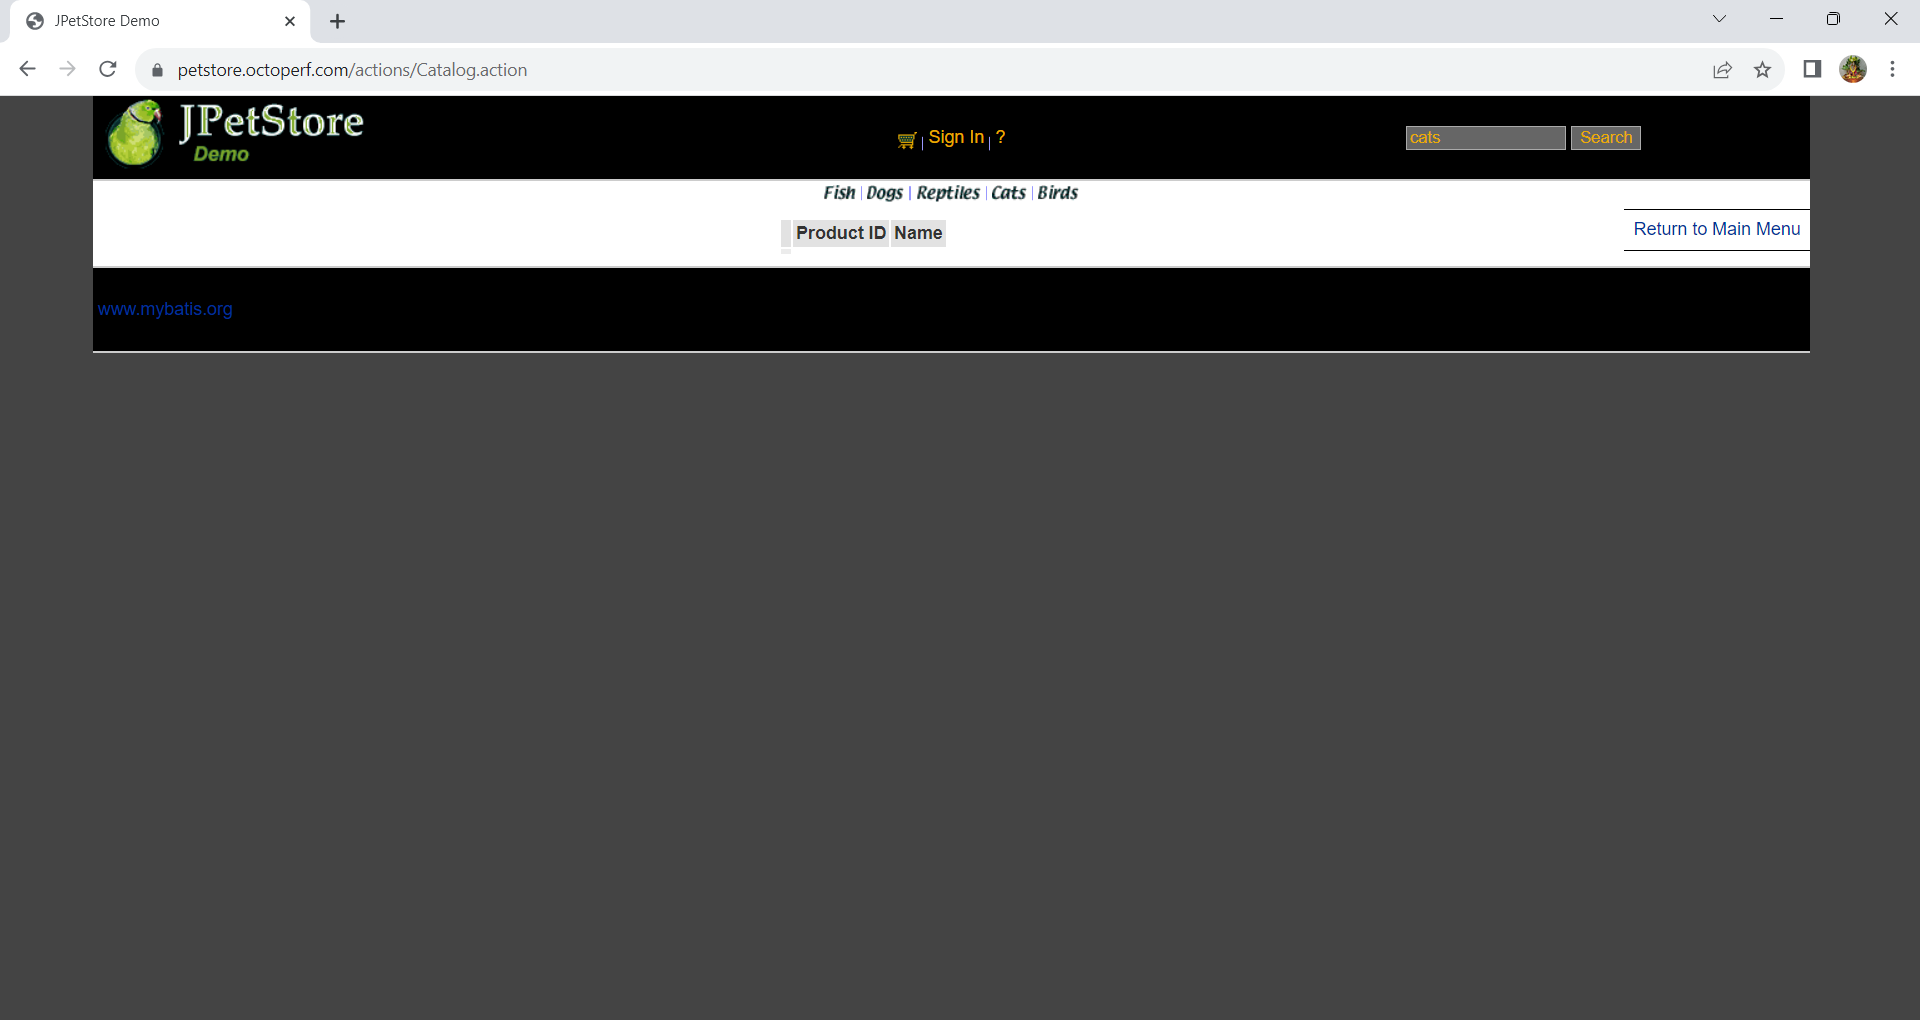 JPetStore Demo
petstore.octoperf.com/actions/Catalog.action
JPetStore
Demo
Sign In | ?
cats
Search
Fish | Dogs | Reptiles | Cats | Birds
Product ID Name
Return to Main Menu
www.mybatis.org